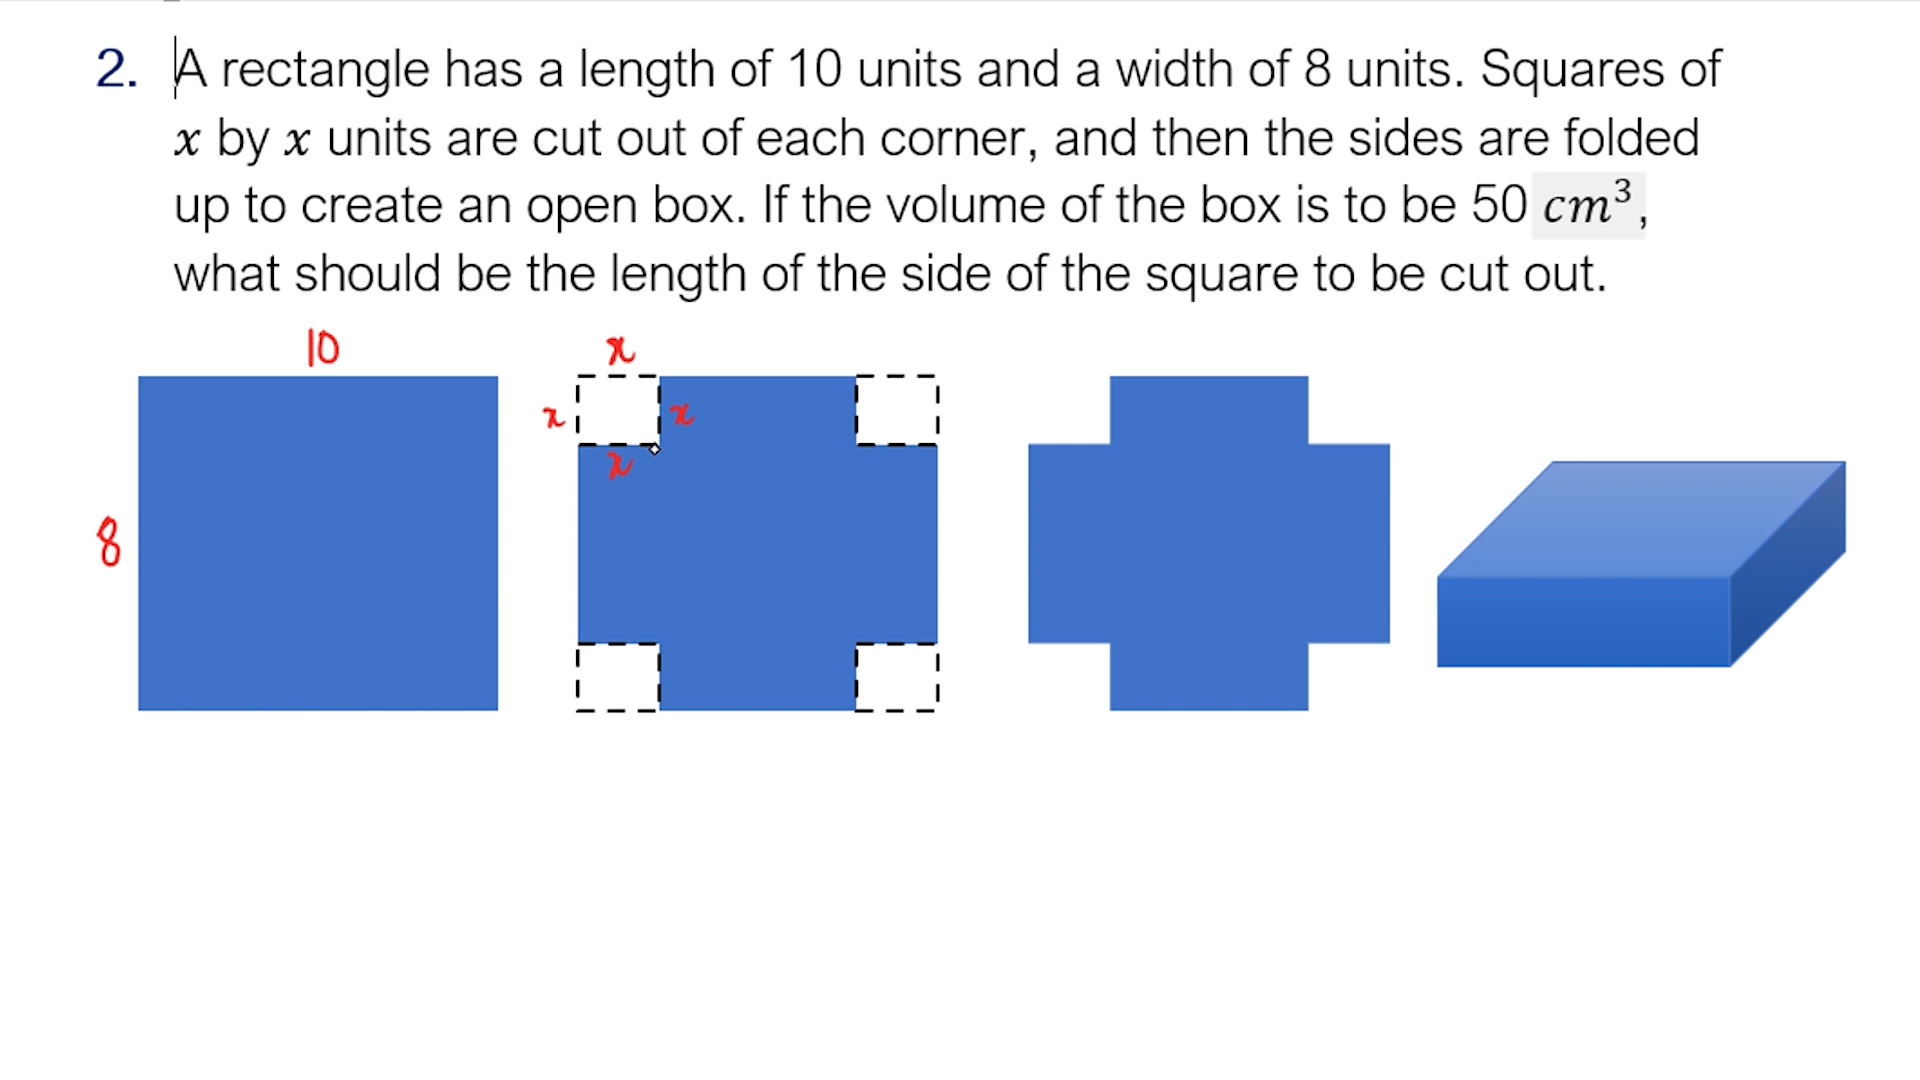 2. A rectangle has a length of 10 units and a width of 8 units. Squares of
x by x units are cut out of each corner, and then the sides are folded
up to create an open box. If the volume of the box is to be 50 cm³,
what should be the length of the side of the square to be cut out.
10
x
x
x
x
8